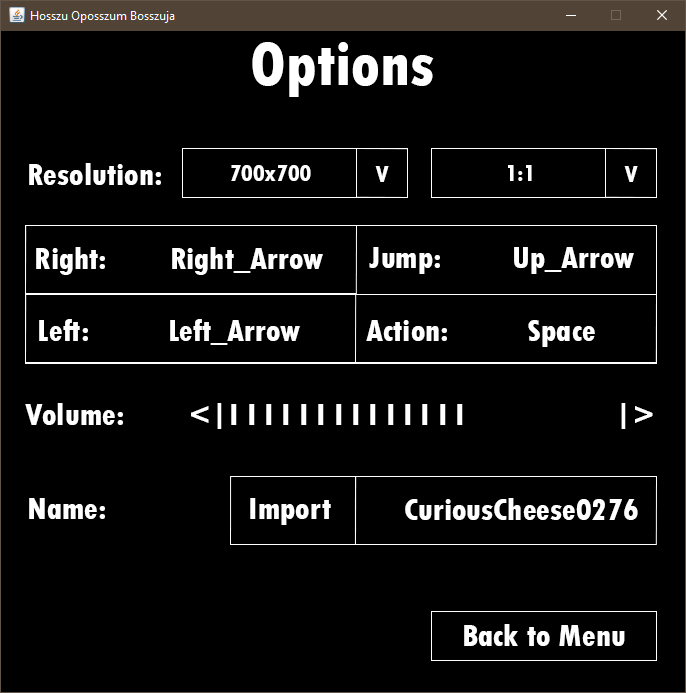 Hosszu Oposszum Bosszuja
Options
Resolution: 700x700 V 1:1 V
Right: Right_Arrow Jump: Up_Arrow
Left: Left_Arrow Action: Space
Volume: <|I I I I I I I I I I I I I I |>
Name: Import CuriousCheese0276
Back to Menu